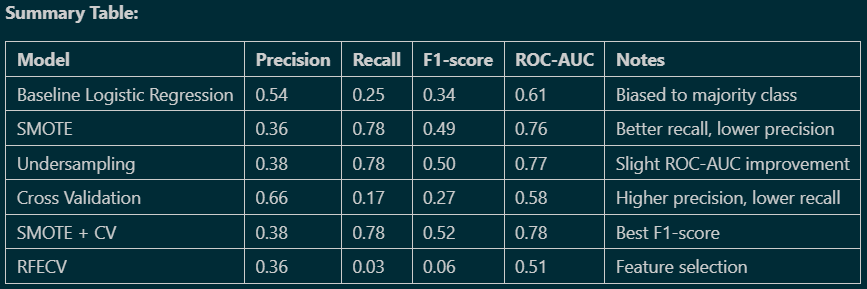 Summary Table:
Model Precision Recall F1-score ROC-AUC Notes
Baseline Logistic Regression 0.54 0.25 0.34 0.61 Biased to majority class
SMOTE 0.36 0.78 0.49 0.76 Better recall, lower precision
Undersampling 0.38 0.78 0.50 0.77 Slight ROC-AUC improvement
Cross Validation 0.66 0.17 0.27 0.58 Higher precision, lower recall
SMOTE + CV 0.38 0.78 0.52 0.78 Best F1-score
RFECV 0.36 0.03 0.06 0.51 Feature selection